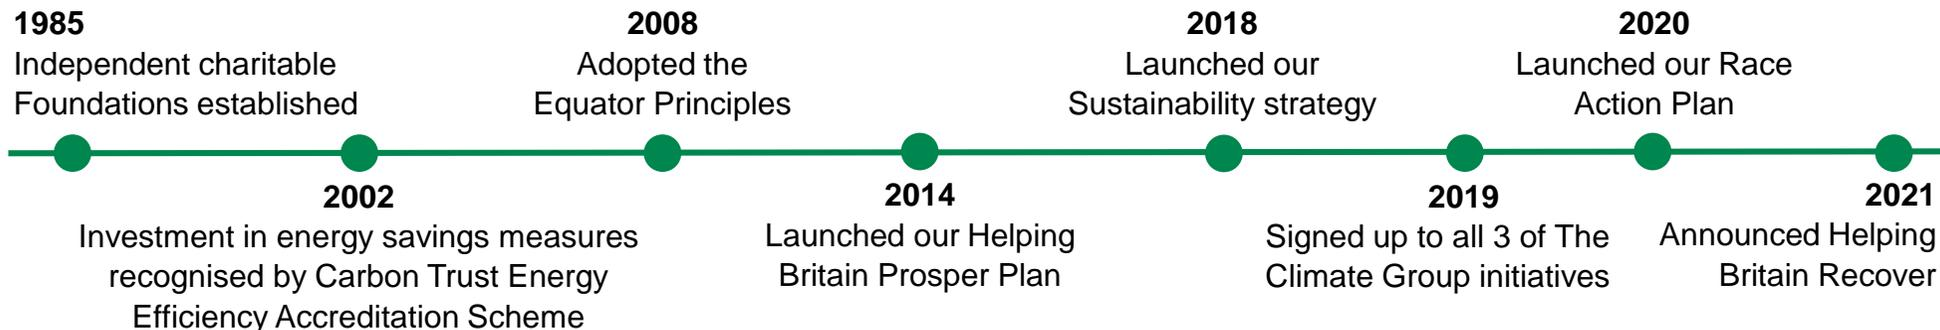 1985
Independent charitable
Foundations established
2002
Investment in energy savings measures
recognised by Carbon Trust Energy
Efficiency Accreditation Scheme
2008
Adopted the
Equator Principles
2014
Launched our Helping
Britain Prosper Plan
2018
Launched our
Sustainability strategy
2019
Signed up to all 3 of The
Climate Group initiatives
2020
Launched our Race
Action Plan
2021
Announced Helping
Britain Recover